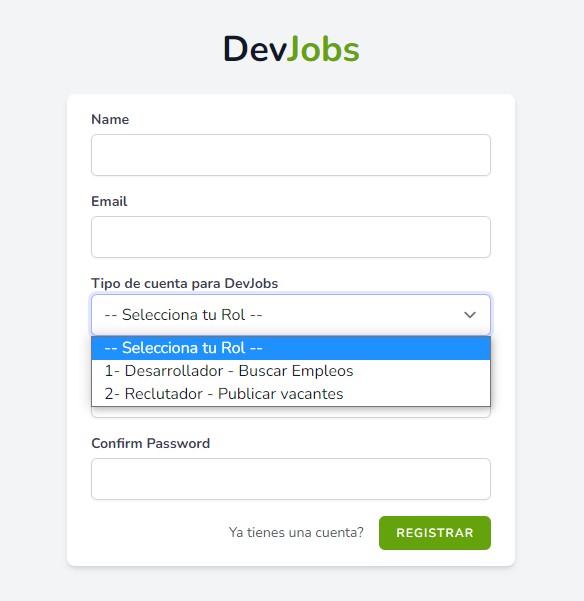 DevJobs
Name
Email
Tipo de cuenta para DevJobs
-- Selecciona tu Rol --
-- Selecciona tu Rol --
1- Desarrollador - Buscar Empleos
2- Reclutador - Publicar vacantes
Confirm Password
Ya tienes una cuenta? REGISTRAR